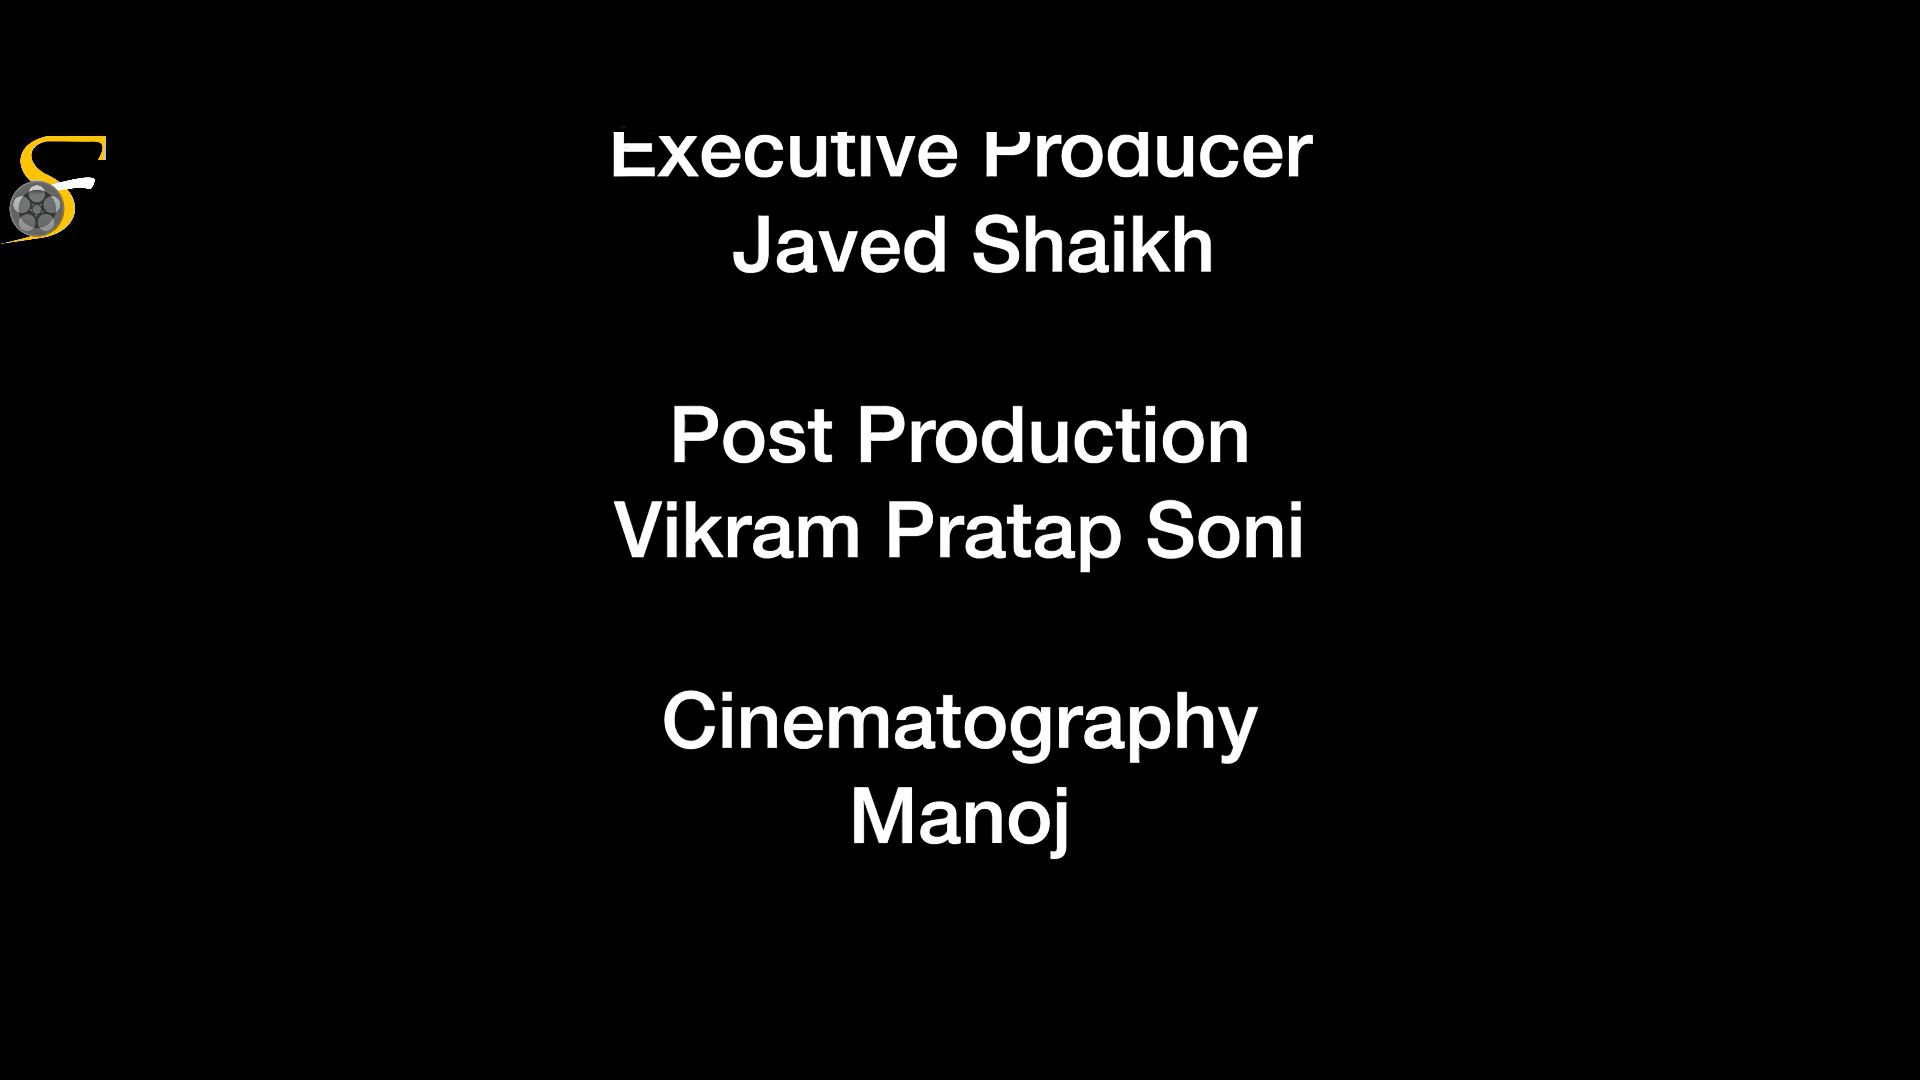 Executive Producer
Javed Shaikh
Post Production
Vikram Pratap Soni
Cinematography
Manoj